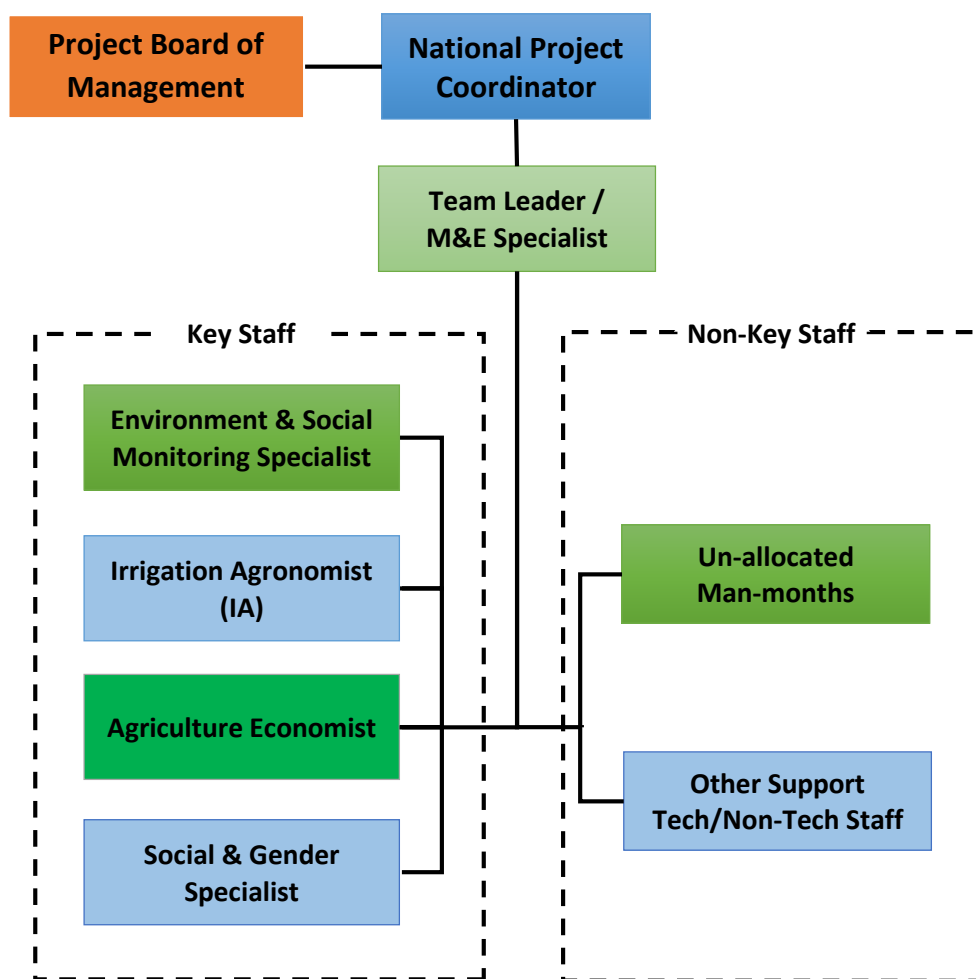 Project Board of
Management
National Project
Coordinator
Team Leader /
M&E Specialist
Key Staff
Non-Key Staff
Environment & Social
Monitoring Specialist
Irrigation Agronomist
(IA)
Agriculture Economist
Social & Gender
Specialist
Un-allocated
Man-months
Other Support
Tech/Non-Tech Staff